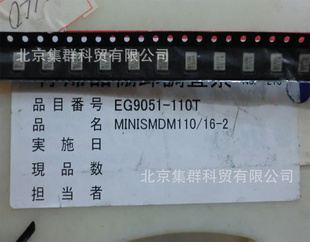 北京集群科贸有限公司
品目番号 EG9051-110T
品名 MINISMDM110/16-2
実施日
北京集群科贸有限公司
現品数
担当者